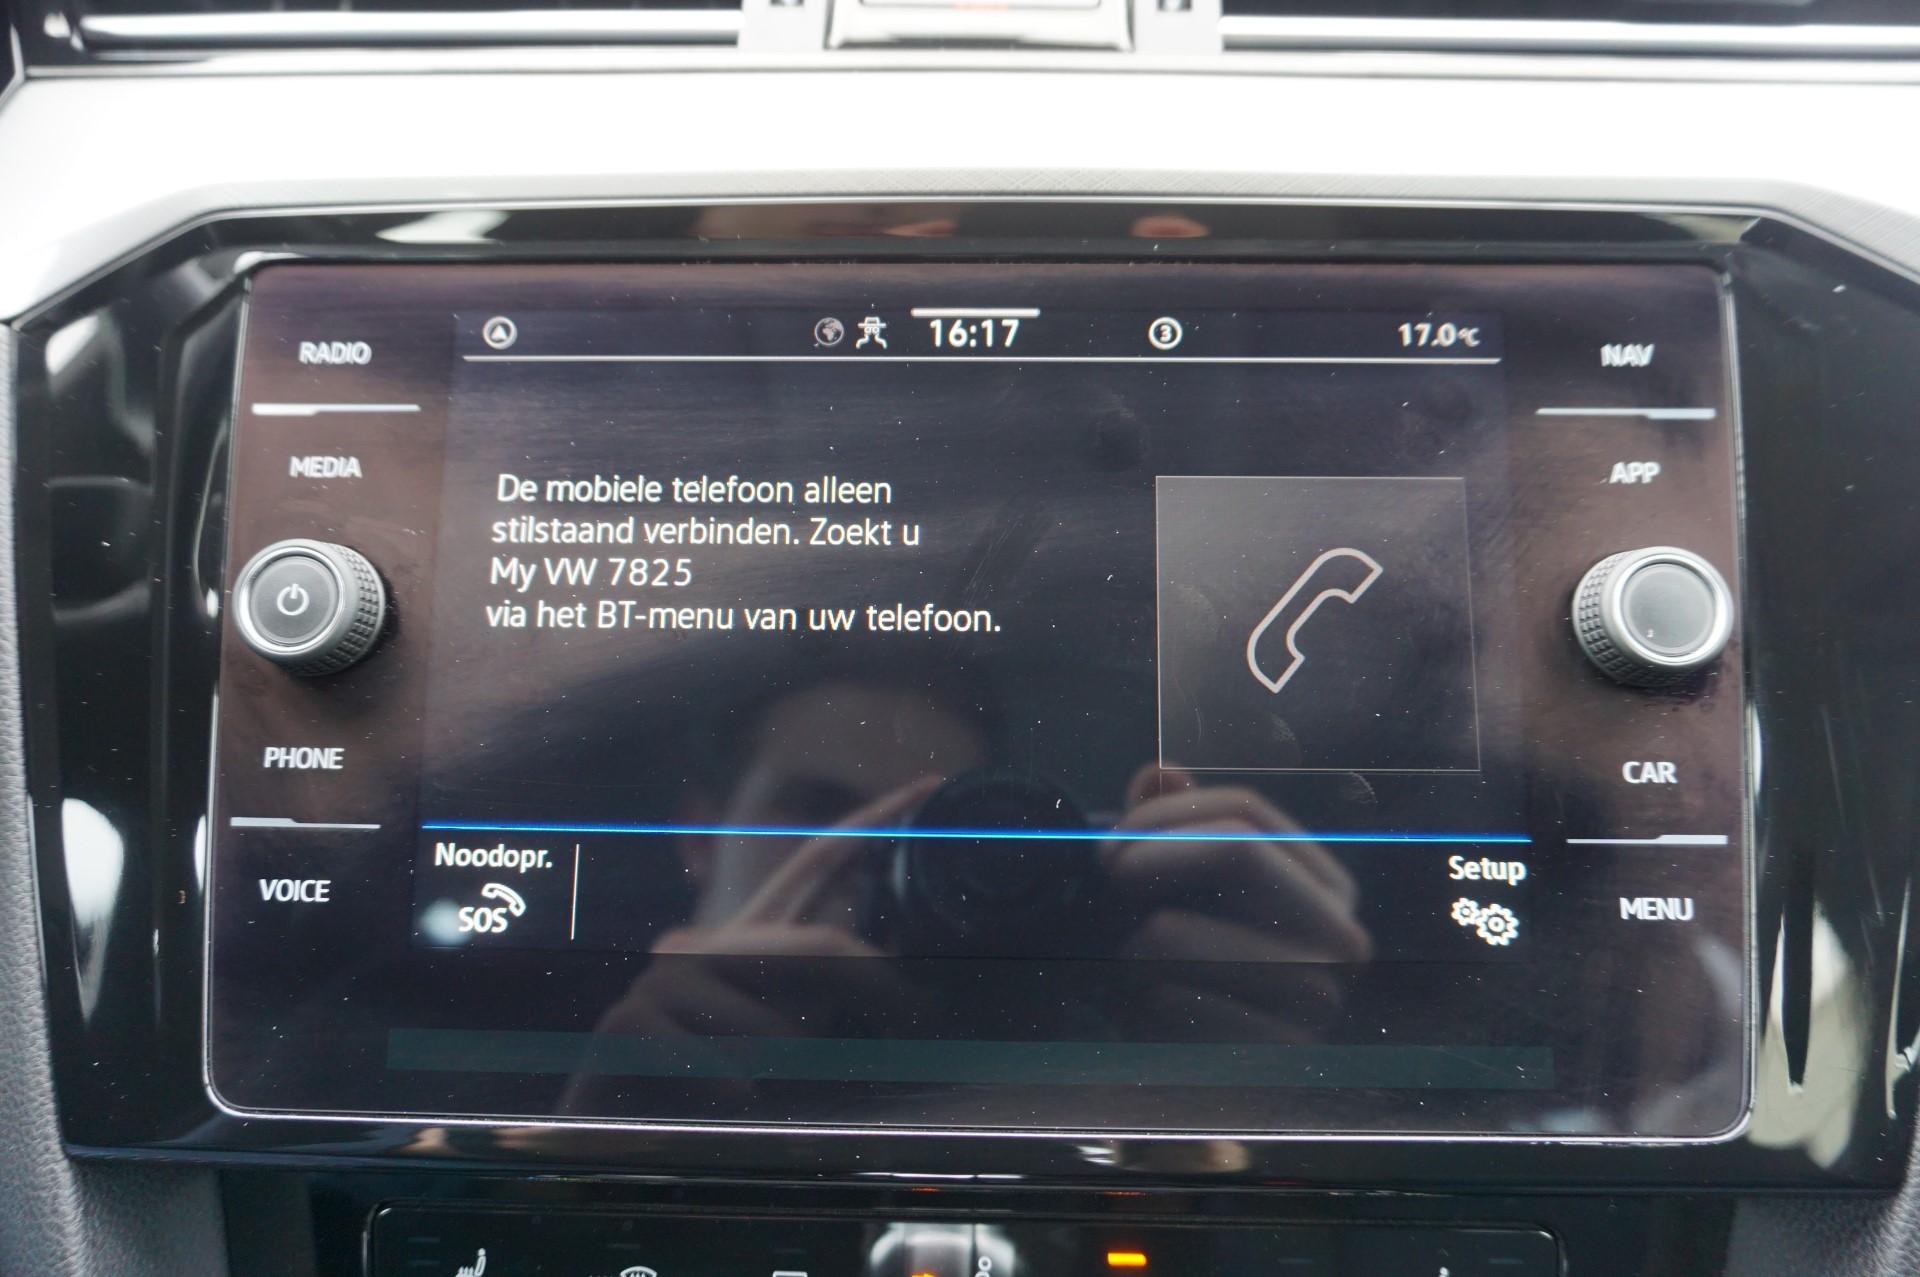 16:17
3
17.0°C
RADIO
MEDIA
PHONE
VOICE
De mobiele telefoon alleen
stilstaand verbinden. Zoekt u
My VW 7825
via het BT-menu van uw telefoon.
Noodopr.
SOS
Setup
NAV
APP
CAR
MENU